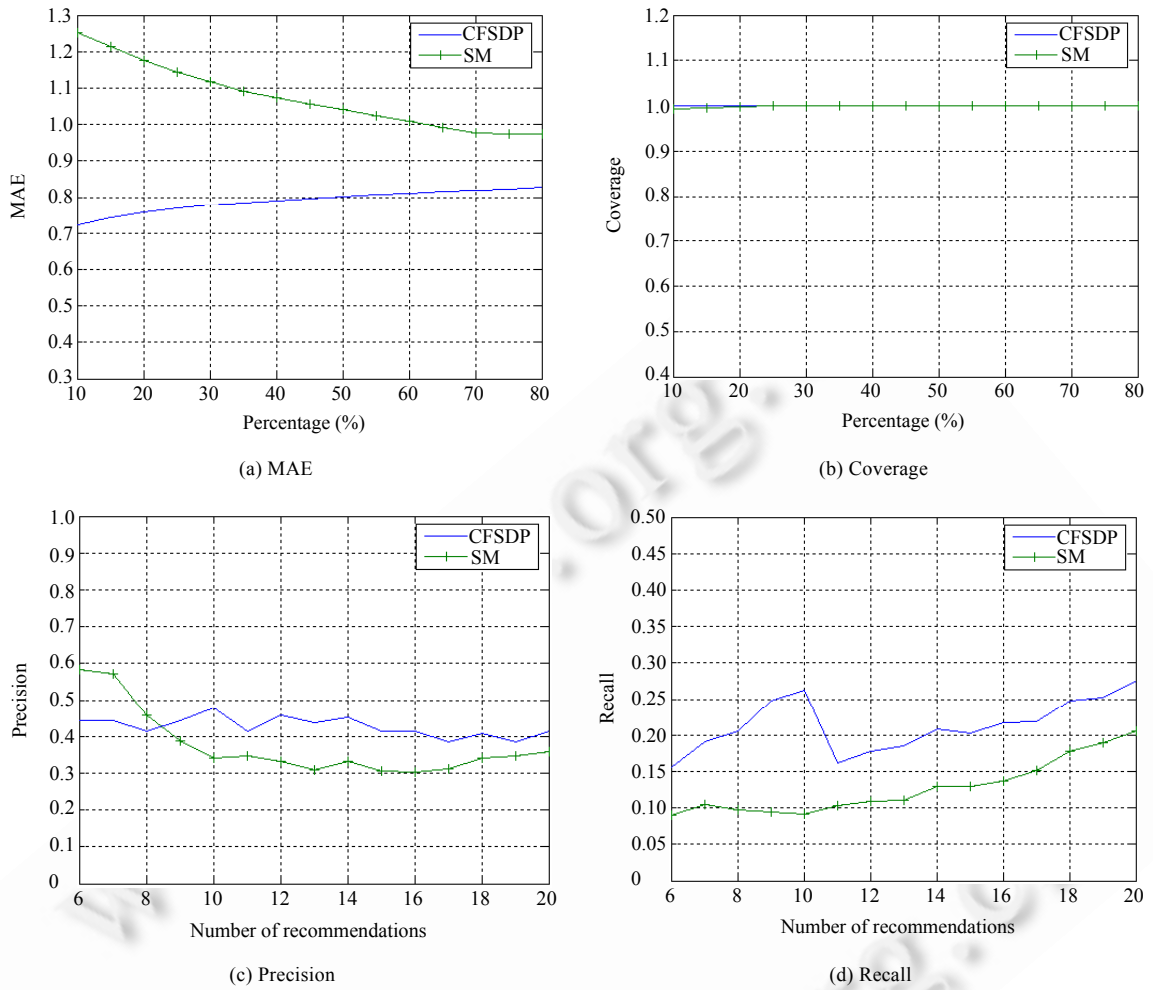 1.3
1.2
1.1
1.0
0.9
0.8
0.7
0.6
0.5
0.4
0.3
MAE
CFSDP
SM
10 20 30 40 50 60 70 80
Percentage (%)
(a) MAE
1.2
1.1
1.0
0.9
0.8
0.7
0.6
0.5
0.4
Coverage
CFSDP
SM
10 20 30 40 50 60 70 80
Percentage (%)
(b) Coverage
1.0
0.9
0.8
0.7
0.6
0.5
0.4
0.3
0.2
0.1
0
Precision
CFSDP
SM
6 8 10 12 14 16 18 20
Number of recommendations
(c) Precision
0.50
0.45
0.40
0.35
0.30
0.25
0.20
0.15
0.10
0.05
0
Recall
CFSDP
SM
6 8 10 12 14 16 18 20
Number of recommendations
(d) Recall
.org.